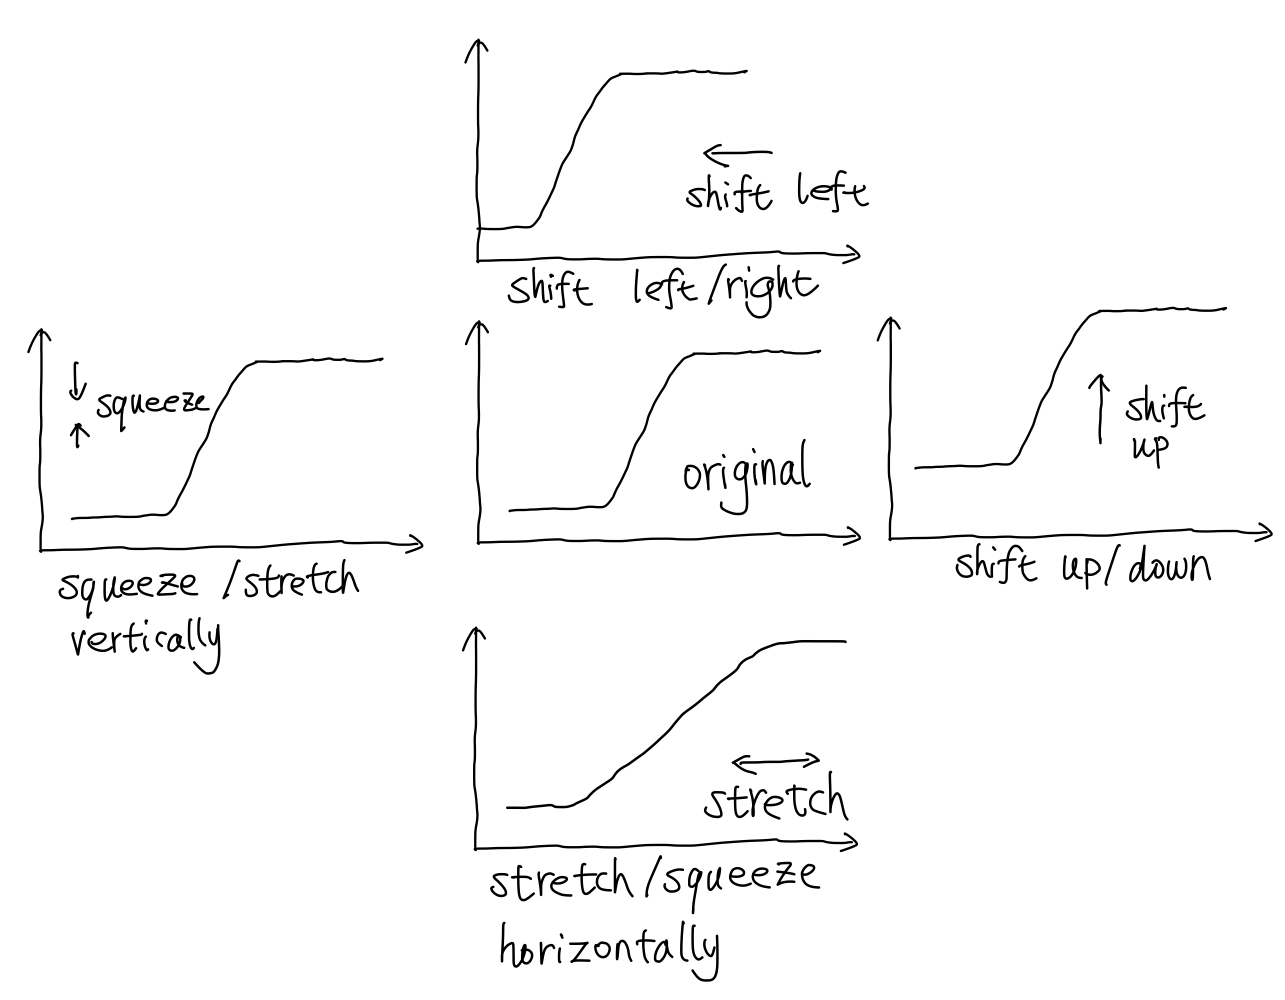 shift left
shift left/right
squeeze
squeeze/stretch
vertically
original
shift
up
shift up/down
stretch
stretch/squeeze
horizontally